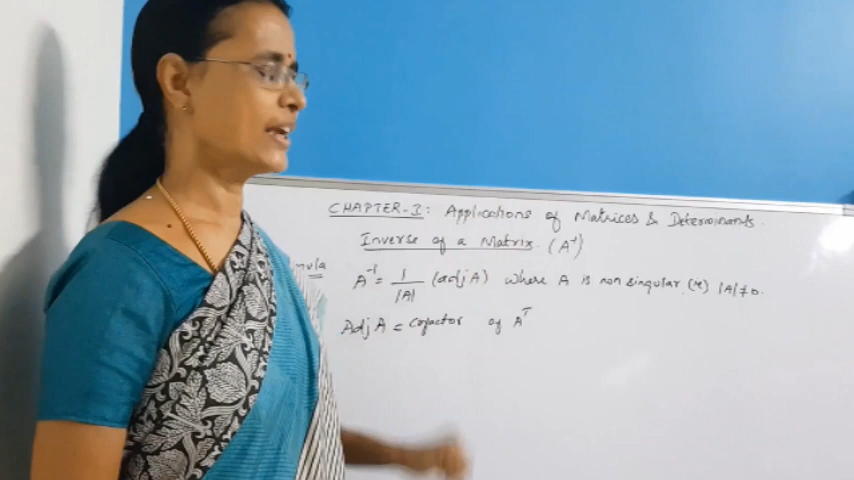 CHAPTER-I: Applications of Matrices & Determinants.
Inverse of a Matrix. (A⁻¹)
mula A⁻¹ = 1/|A| (adj A) where A is non singular. (ie) |A| ≠ 0.
Adj A = Cofactor of Aᵀ